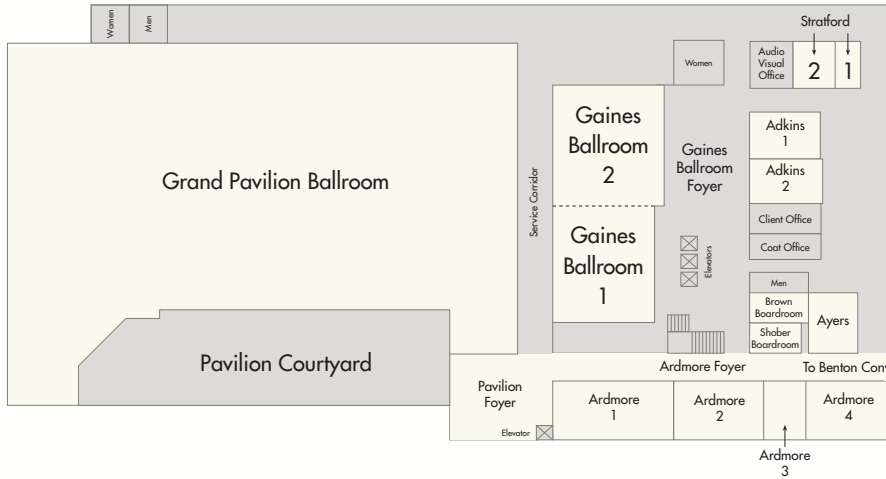 Women
Men
Stratford
Audio
Visual
Office
2
1
Women
Gaines
Ballroom
2
Gaines
Ballroom
Foyer
Adkins
1
Adkins
2
Grand Pavilion Ballroom
Service Corridor
Client Office
Coat Office
Gaines
Ballroom
1
Elevators
Men
Brown
Boardroom
Shober
Boardroom
Ayers
Pavilion Courtyard
Ardmore Foyer
To Benton Conv
Pavilion
Foyer
Ardmore
1
Ardmore
2
Ardmore
4
Elevator
Ardmore
3